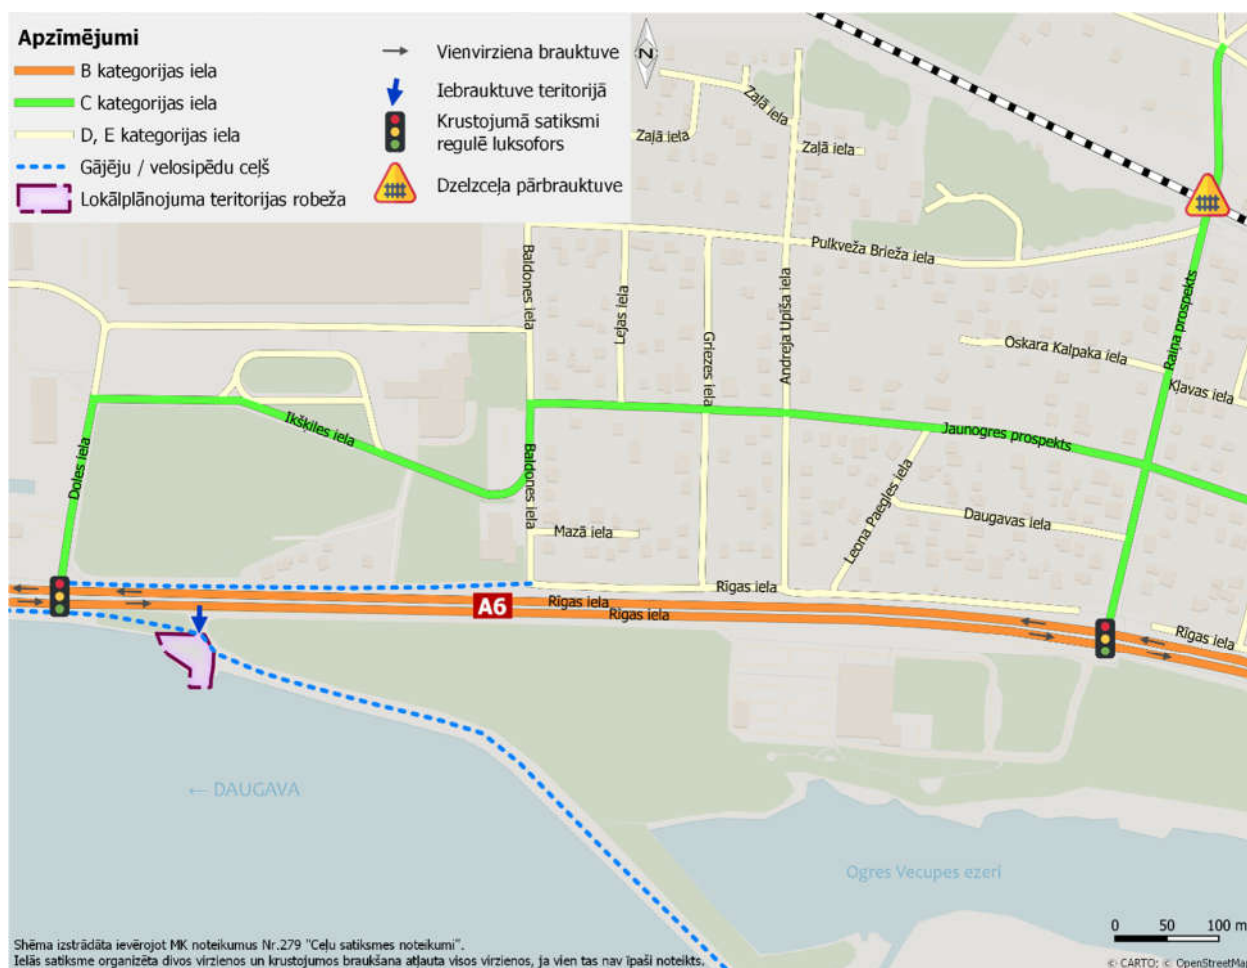 Apzīmējumi
B kategorijas iela
C kategorijas iela
D, E kategorijas iela
Gājēju / velosipēdu ceļš
Lokālplānojuma teritorijas robeža
Vienvirziena brauktuve
Iebrauktuve teritorijā
Krustojumā satiksmi
regulē luksofors
Dzelzceļa pārbrauktuve
N
Zaļā iela
Zaļā iela
Zaļā iela
Pulkveža Brieža iela
Baldones iela
Lejas iela
Griezes iela
Andreja Upīša iela
Raiņa prospekts
Oskara Kalpaka iela
Kļavas iela
Ikšķiles iela
Doles iela
Jaunogres prospekts
Baldones iela
Leona Paegles iela
Daugavas iela
Mazā iela
Rīgas iela
Rīgas iela
Rīgas iela
A6
Rīgas iela
← DAUGAVA
Ogres Vecupes ezeri
0 50 100 m
Shēma izstrādāta ievērojot MK noteikumus Nr.279 "Ceļu satiksmes noteikumi".
Ielās satiksme organizēta divos virzienos un krustojumos braukšana atļauta visos virzienos, ja vien tas nav īpaši noteikts.
© CARTO; © OpenStreetMap